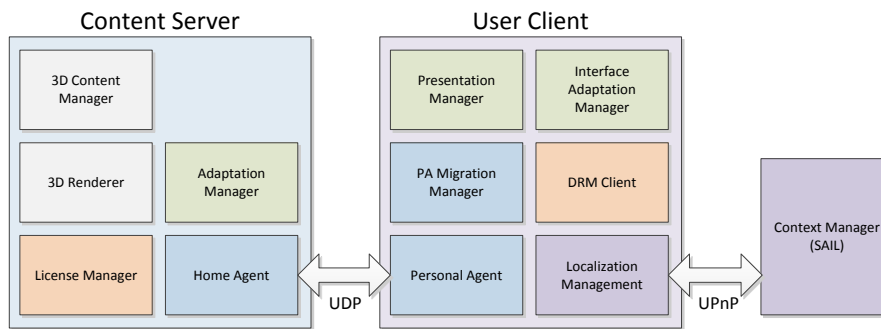 Content Server
User Client
3D Content
Manager
Presentation
Manager
Interface
Adaptation
Manager
3D Renderer
Adaptation
Manager
PA Migration
Manager
DRM Client
Context Manager
(SAIL)
License Manager
Home Agent
Personal Agent
Localization
Management
UDP
UPnP